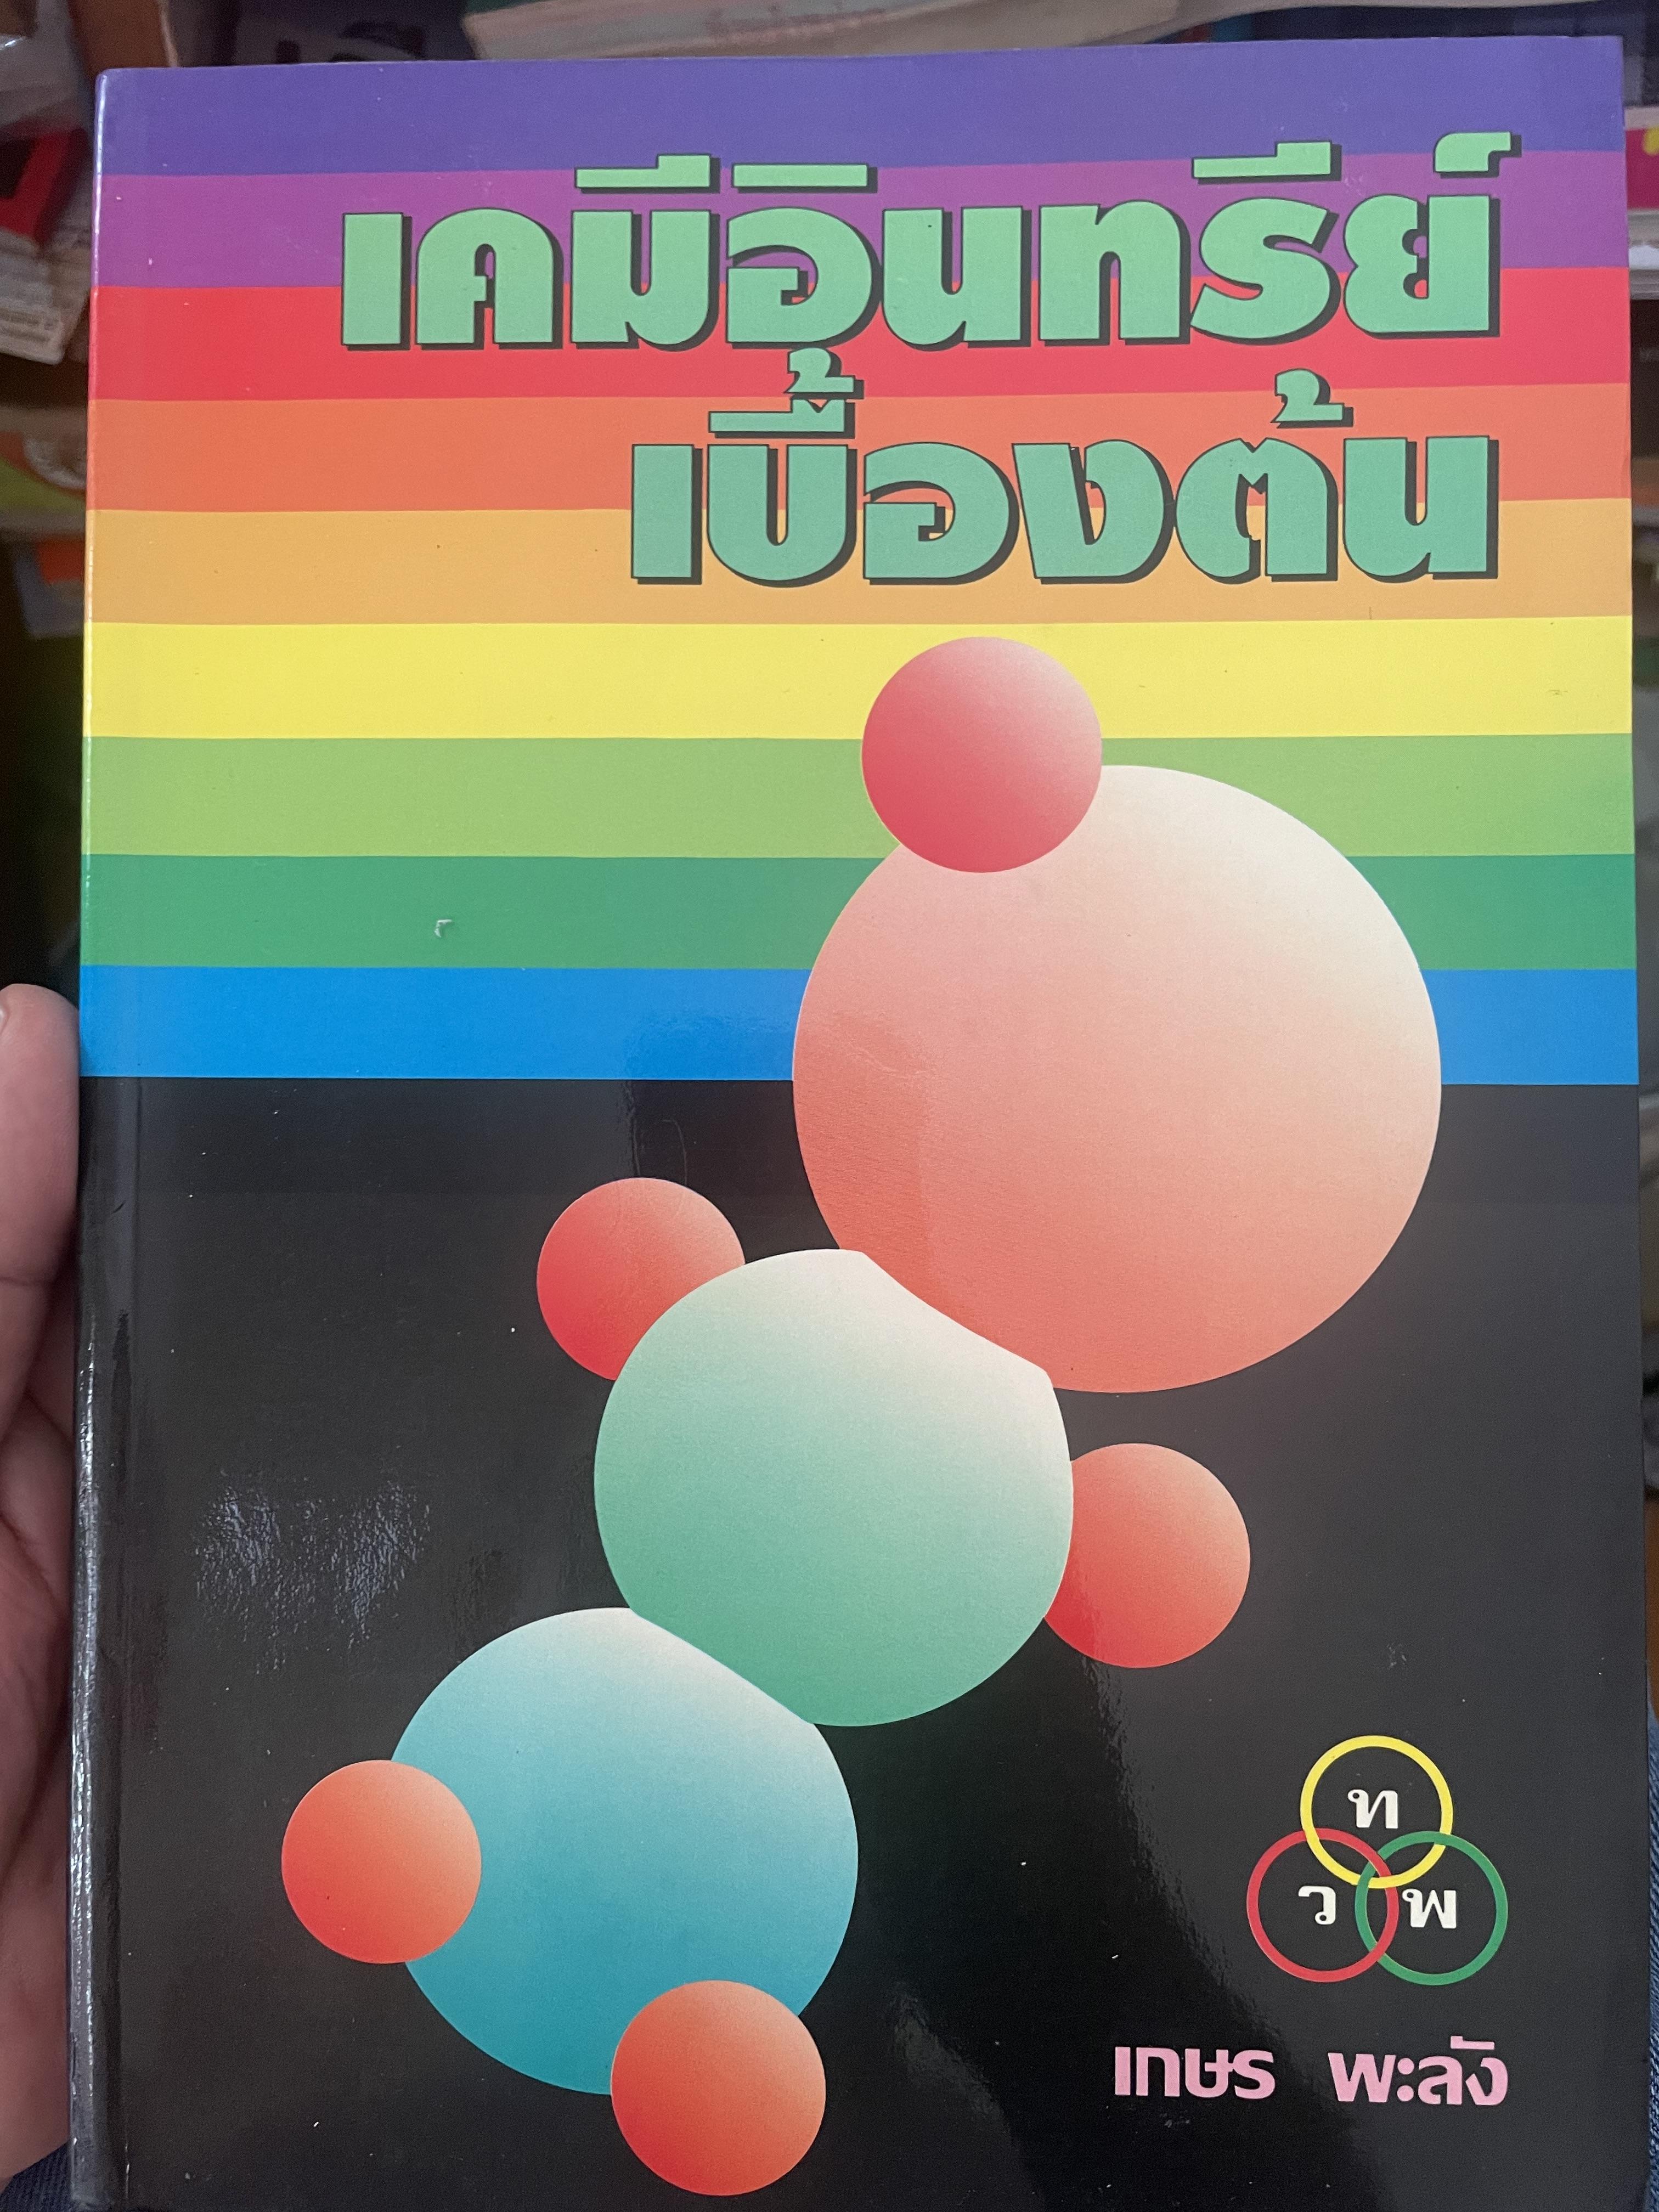 เคมีอินทรีย์
เบื้องต้น
ท
ว พ
เกษร พะลัง